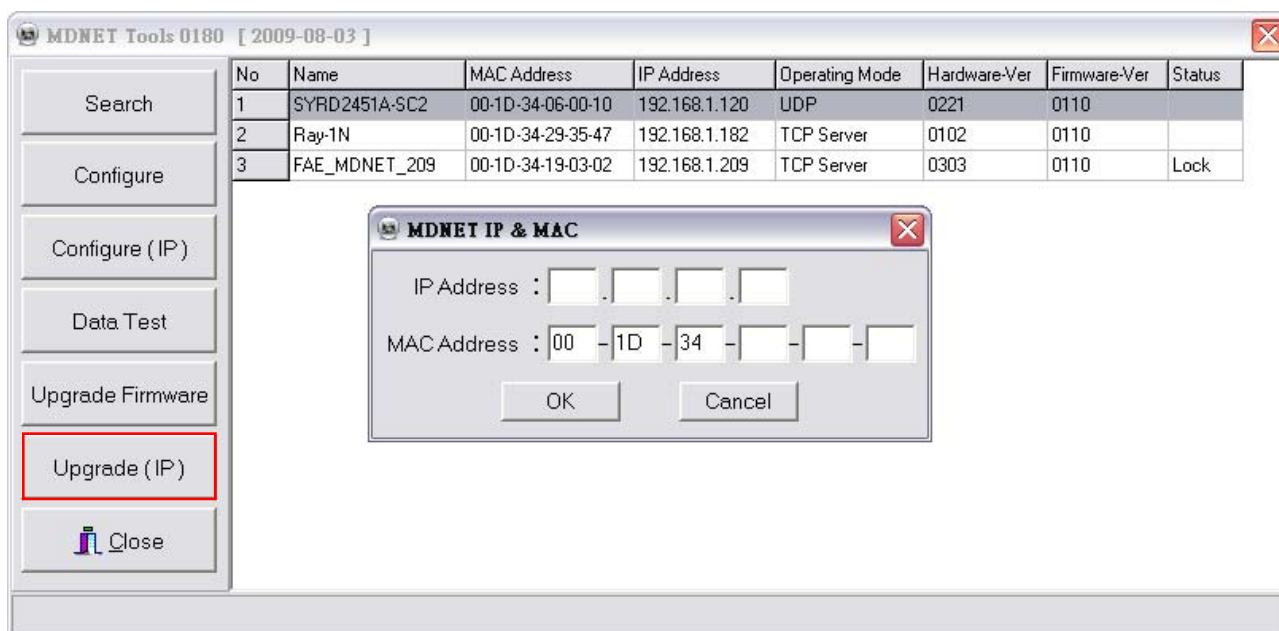 MDNET Tools 0180 [ 2009-08-03 ]
Search
Configure
Configure ( IP )
Data Test
Upgrade Firmware
Upgrade ( IP )
Close
No Name MAC Address IP Address Operating Mode Hardware-Ver Firmware-Ver Status
1 SYRD2451A-SC2 00-1D-34-06-00-10 192.168.1.120 UDP 0221 0110
2 Ray-1N 00-1D-34-29-35-47 192.168.1.182 TCP Server 0102 0110
3 FAE_MDNET_209 00-1D-34-19-03-02 192.168.1.209 TCP Server 0303 0110 Lock
MDNET IP & MAC
IP Address : . . .
MAC Address : 00 - 1D - 34 - - -
OK Cancel